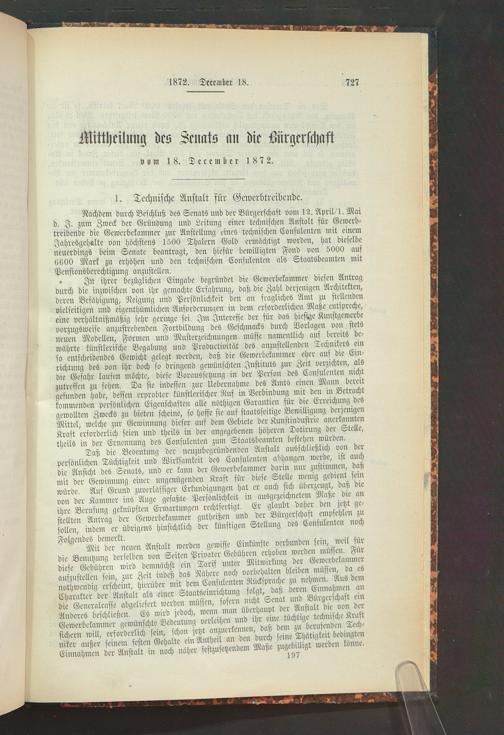 1872. December 18.
727
Mittheilung des Senats an die Bürgerschaft
vom 18. December 1872.
1. Technische Anstalt für Gewerbtreibende.
Nachdem durch Beschluß des Senats und der Bürgerschaft vom 12. April/1. Mai
d. J. zum Zweck der Gründung und Leitung einer technischen Anstalt für Gewerb-
treibende die Gewerbekammer zur Anstellung eines technischen Consulenten mit einem
Jahresgehalte von höchstens 1500 Thalern Gold ermächtigt worden, hat dieselbe
neuerdings beim Senate beantragt, den hiefür bewilligten Fond von 5000 auf
6600 Mark zu erhöhen und den technischen Consulenten als Staatsbeamten mit
Pensionsberechtigung anzustellen.
In ihrer bezüglichen Eingabe begründet die Gewerbekammer diesen Antrag
durch die inzwischen von ihr gemachte Erfahrung, daß die Zahl derjenigen Architekten,
deren Befähigung, Neigung und Persönlichkeit den an fragliches Amt zu stellenden
vielseitigen und eigenthümlichen Anforderungen in dem erforderlichen Maße entspreche,
eine verhältnißmäßig sehr geringe sei. Im Interesse der für das hiesige Kunstgewerbe
vorzugsweise anzustrebenden Fortbildung des Geschmacks durch Vorlagen von stets
neuen Modellen, Formen und Musterzeichnungen müsse namentlich auf bereits be-
währte künstlerische Begabung und Productivität des anzustellenden Technikers ein
so entscheidendes Gewicht gelegt werden, daß die Gewerbekammer eher auf die Ein-
richtung des von ihr doch so dringend gewünschten Instituts zur Zeit verzichten, als
die Gefahr laufen möchte, diese Voraussetzung in der Person des Consulenten nicht
zutreffen zu sehen. Da sie indessen zur Uebernahme des Amts einen Mann bereit
gefunden habe, dessen erprobter künstlerischer Ruf in Verbindung mit den in Betracht
kommenden persönlichen Eigenschaften alle nöthigen Garantien für die Erreichung des
gewollten Zwecks zu bieten scheine, so hoffe sie auf staatsseitige Bewilligung derjenigen
Mittel, welche zur Gewinnung dieser auf dem Gebiete der Kunstindustrie anerkannten
Kraft erforderlich seien und theils in der angegebenen höheren Dotirung der Stelle,
theils in der Ernennung des Consulenten zum Staatsbeamten bestehen würden.
Daß die Bedeutung der neuzubegründenden Anstalt ausschließlich von der
persönlichen Tüchtigkeit und Wirksamkeit des Consulenten abhangen werde, ist auch
die Ansicht des Senats, und er kann der Gewerbekammer darin nur zustimmen, daß
mit der Gewinnung einer ungenügenden Kraft für diese Stelle wenig gedient sein
würde. Auf Grund zuverlässiger Erkundigungen hat er auch sich überzeugt, daß die
von der Kammer ins Auge gefaßte Persönlichkeit in ausgezeichnetem Maße die an
ihre Berufung geknüpften Erwartungen rechtfertigt. Er glaubt daher den jetzt ge-
stellten Antrag der Gewerbekammer gutheißen und der Bürgerschaft empfehlen zu
sollen, indem er übrigens hinsichtlich der künftigen Stellung des Consulenten noch
Folgendes bemerkt.
Mit der neuen Anstalt werden gewisse Einkünfte verbunden sein, weil für
die Benutzung derselben von Seiten Privater Gebühren erhoben werden müssen. Für
diese Gebühren wird demnächst ein Tarif unter Mitwirkung der Gewerbekammer
aufzustellen sein, zur Zeit indeß das Nähere noch vorbehalten bleiben müssen, da es
nothwendig erscheint, hierüber mit dem Consulenten Rücksprache zu nehmen. Aus dem
Charakter der Anstalt als einer Staatseinrichtung folgt, daß deren Einnahmen an
die Generalcasse abgeliefert werden müssen, sofern nicht Senat und Bürgerschaft ein
Anderes beschließen. Es wird jedoch, wenn man überhaupt der Anstalt die von der
Gewerbekammer gewünschte Bedeutung verleihen und ihr eine tüchtige technische Kraft
sichern will, erforderlich sein, schon jetzt anzuerkennen, daß dem zu berufenden Tech-
niker außer seinem festen Gehalte ein Antheil an den durch seine Thätigkeit bedingten
Einnahmen der Anstalt in noch näher festzusetzendem Maße zugebilligt werden könne.
197